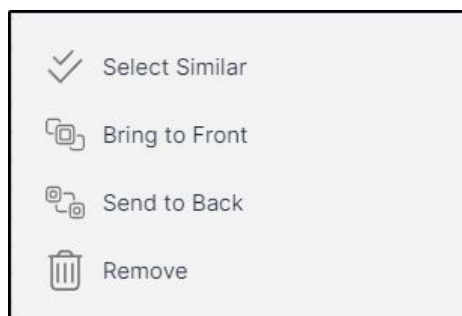 Select Similar
Bring to Front
Send to Back
Remove